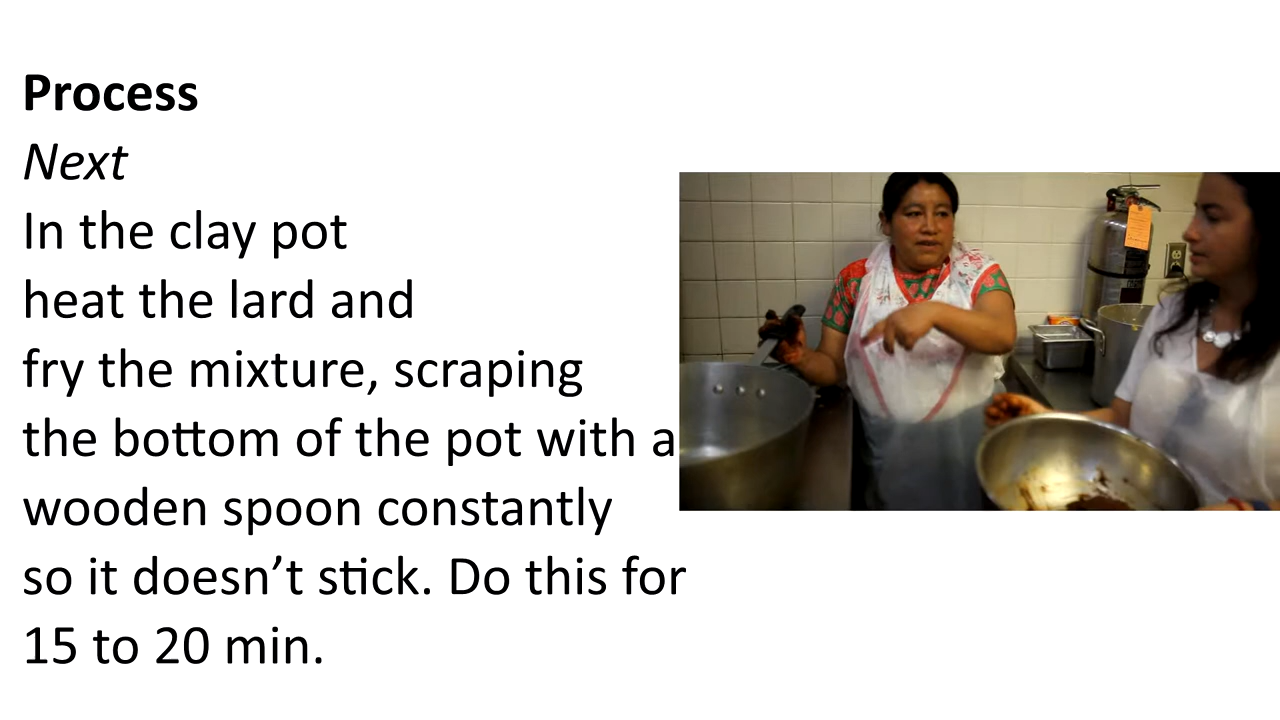 Process
Next
In the clay pot
heat the lard and
fry the mixture, scraping
the bottom of the pot with a
wooden spoon constantly
so it doesn’t stick. Do this for
15 to 20 min.